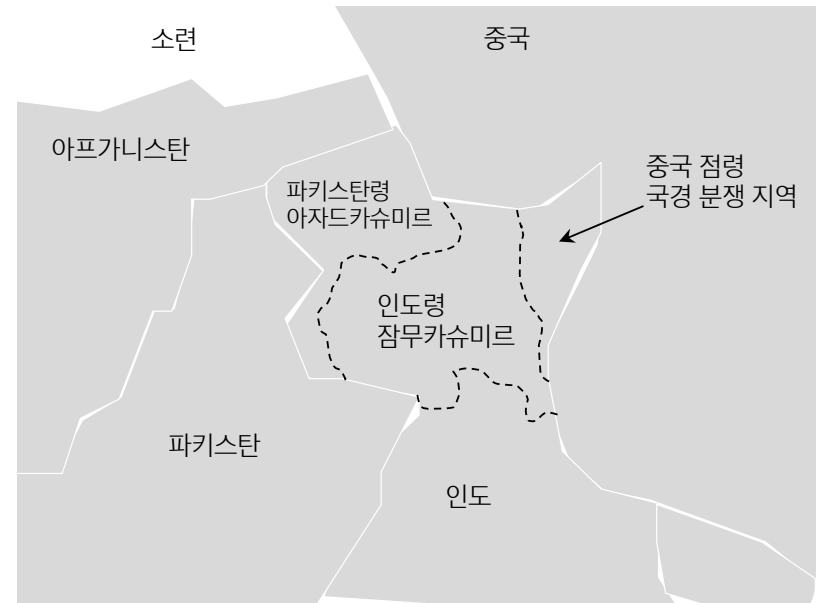 소련
중국
아프가니스탄
중국 점령
국경 분쟁 지역
파키스탄령
아자드카슈미르
인도령
잠무카슈미르
파키스탄
인도